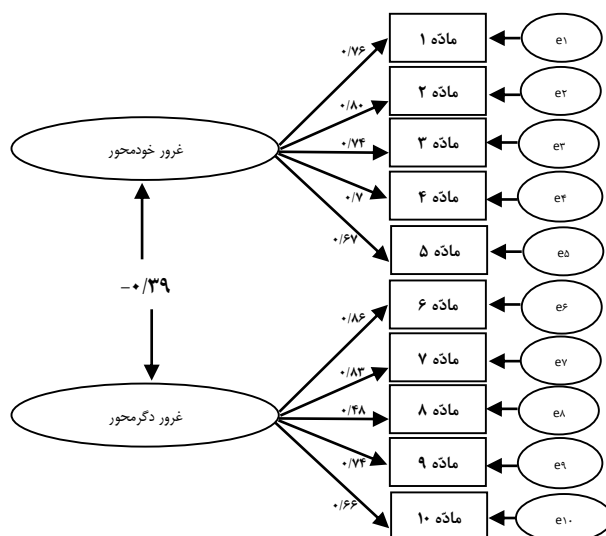 مادّه ۱
e۱
۰/۷۶
مادّه ۲
e۲
۰/۸۰
مادّه ۳
e۳
۰/۷۴
غرور خودمحور
مادّه ۴
e۴
۰/۷
مادّه ۵
e۵
۰/۶۷
-۰/۳۹
مادّه ۶
e۶
۰/۸۶
مادّه ۷
e۷
۰/۸۳
مادّه ۸
e۸
۰/۴۸
غرور دگرمحور
مادّه ۹
e۹
۰/۷۴
مادّه ۱۰
e۱۰
۰/۶۶